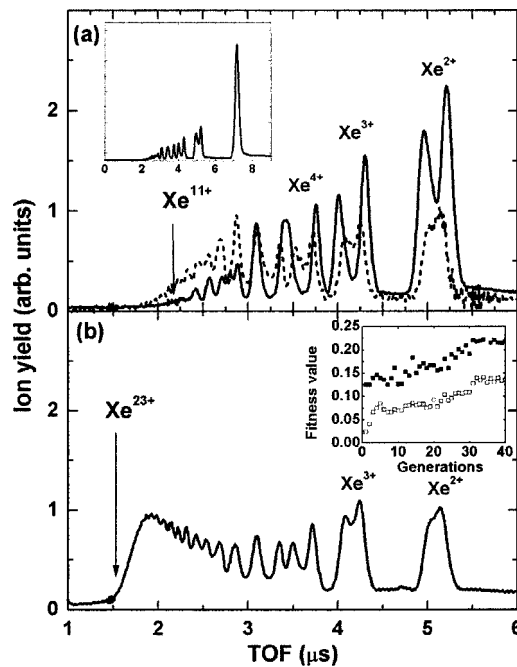 (a)
Xe2+
Xe3+
Xe4+
Xe11+
0 2 4 6 8
2
1
0
Ion yield (arb. units)
(b)
Xe23+
Xe3+
Xe2+
0.25
0.20
0.15
0.10
0.05
0.00
Fitness value
0 10 20 30 40
Generations
2
1
0
1 2 3 4 5 6
TOF (μs)